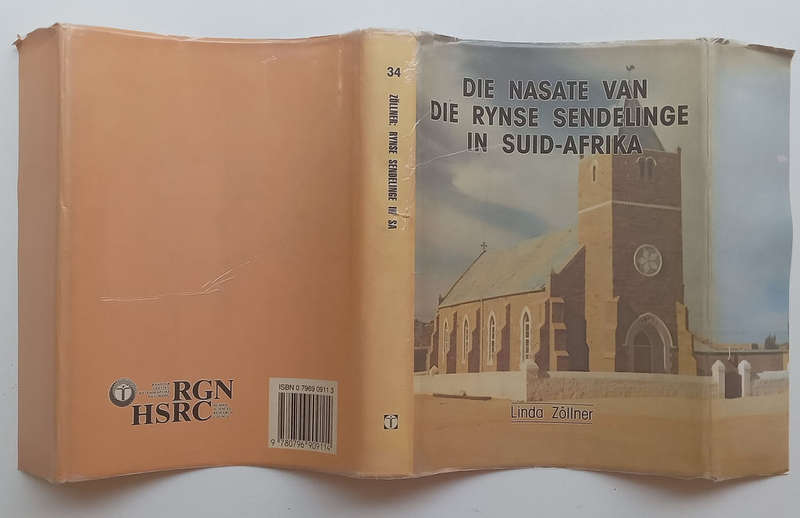 DIE NASATE VAN
DIE RYNSE SENDELINGE
IN SUID-AFRIKA
Linda Zöllner
34
ZÖLLNER: RYNSE SENDELINGE IN SA
RGN
HSRC
ISBN 0 7969 0911 3
9 780796 909114